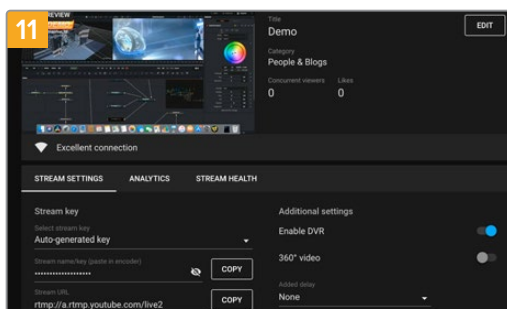 11
REVIEW
Title
Demo
EDIT
Category
People & Blogs
Concurrent viewers Likes
0 0
Excellent connection
STREAM SETTINGS ANALYTICS STREAM HEALTH
Stream key
Additional settings
Select stream key
Auto-generated key
Enable DVR
Stream name/key (paste in encoder)
••••••••••••••••••• COPY
360° video
Stream URL
rtmp://a.rtmp.youtube.com/live2 COPY
Added delay
None